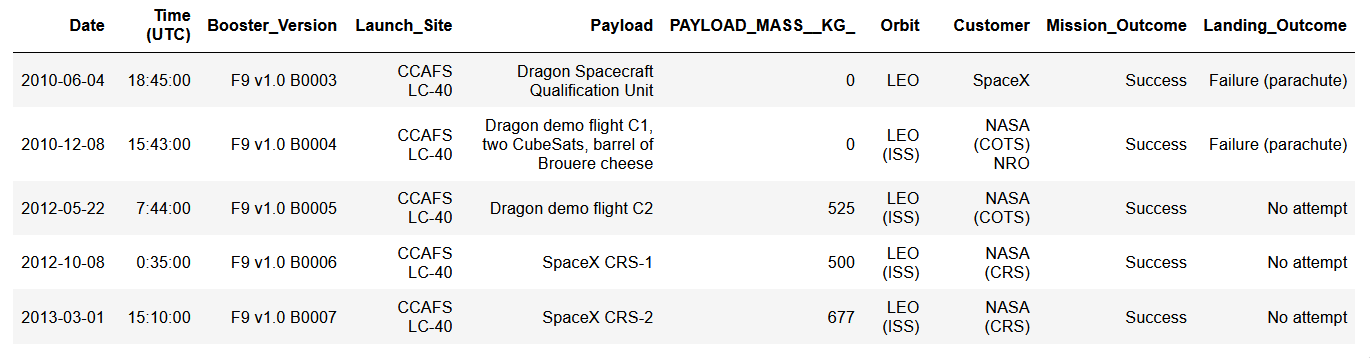 Date Time (UTC) Booster_Version Launch_Site Payload PAYLOAD_MASS__KG_ Orbit Customer Mission_Outcome Landing_Outcome
2010-06-04 18:45:00 F9 v1.0 B0003 CCAFS LC-40 Dragon Spacecraft Qualification Unit 0 LEO SpaceX Success Failure (parachute)
2010-12-08 15:43:00 F9 v1.0 B0004 CCAFS LC-40 Dragon demo flight C1, two CubeSats, barrel of Brouere cheese 0 LEO (ISS) NASA (COTS) NRO Success Failure (parachute)
2012-05-22 7:44:00 F9 v1.0 B0005 CCAFS LC-40 Dragon demo flight C2 525 LEO (ISS) NASA (COTS) Success No attempt
2012-10-08 0:35:00 F9 v1.0 B0006 CCAFS LC-40 SpaceX CRS-1 500 LEO (ISS) NASA (CRS) Success No attempt
2013-03-01 15:10:00 F9 v1.0 B0007 CCAFS LC-40 SpaceX CRS-2 677 LEO (ISS) NASA (CRS) Success No attempt